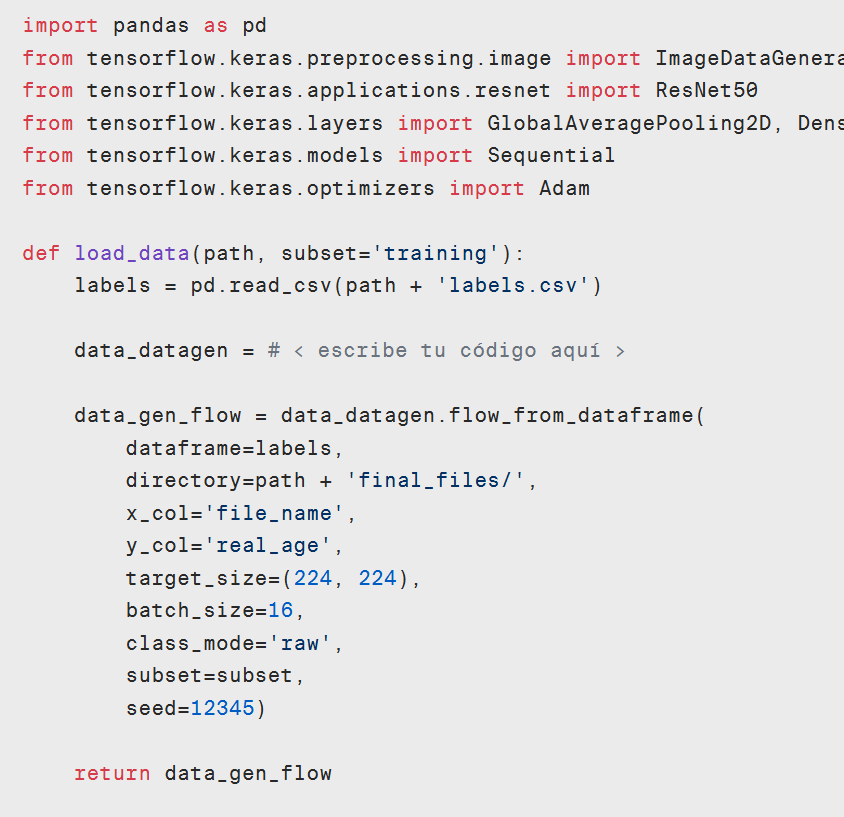 import pandas as pd
from tensorflow.keras.preprocessing.image import ImageDataGenera
from tensorflow.keras.applications.resnet import ResNet50
from tensorflow.keras.layers import GlobalAveragePooling2D, Dens
from tensorflow.keras.models import Sequential
from tensorflow.keras.optimizers import Adam

def load_data(path, subset='training'):
    labels = pd.read_csv(path + 'labels.csv')

    data_datagen = # < escribe tu código aquí >

    data_gen_flow = data_datagen.flow_from_dataframe(
        dataframe=labels,
        directory=path + 'final_files/',
        x_col='file_name',
        y_col='real_age',
        target_size=(224, 224),
        batch_size=16,
        class_mode='raw',
        subset=subset,
        seed=12345)

    return data_gen_flow